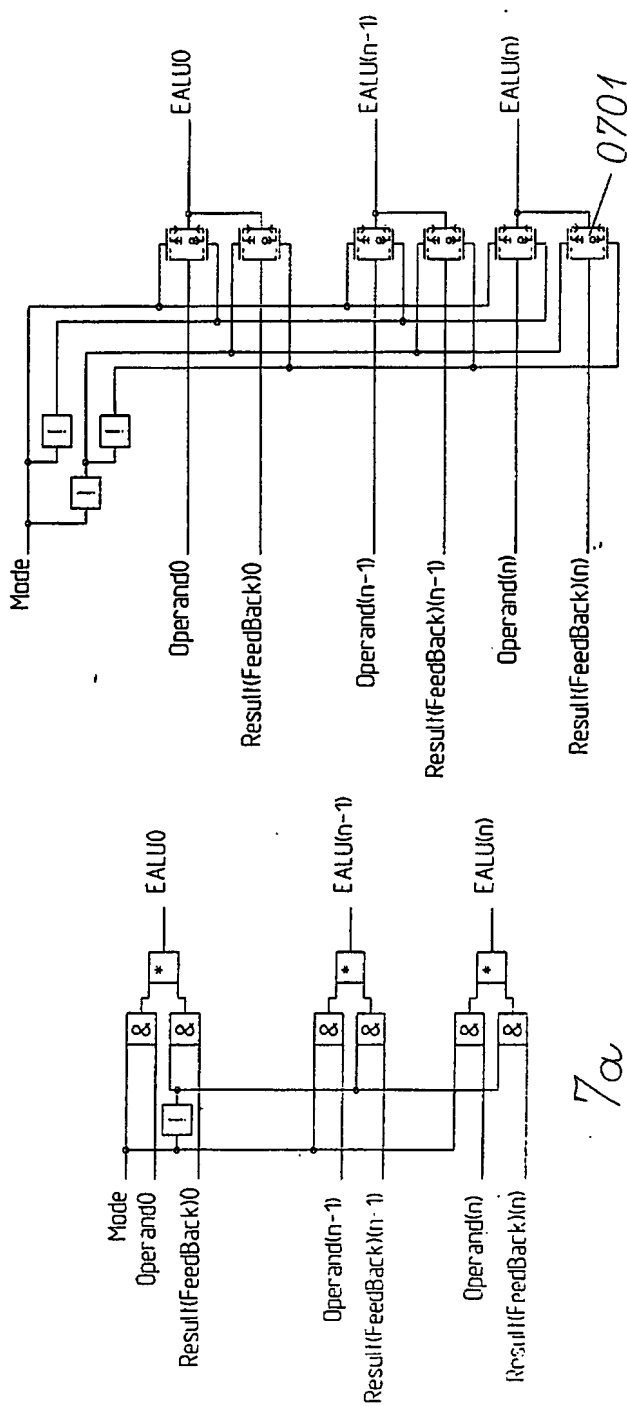 Mode
Operand0
Result(FeedBack)0
Operand(n-1)
Result(FeedBack)(n-1)
Operand(n)
Result(FeedBack)(n)
!
&
&
&
&
&
&
*
*
*
EALU0
EALU(n-1)
EALU(n)
7a
Mode
Operand0
Result(FeedBack)0
Operand(n-1)
Result(FeedBack)(n-1)
Operand(n)
Result(FeedBack)(n)
!
!
!
EALU0
EALU(n-1)
EALU(n)
0701